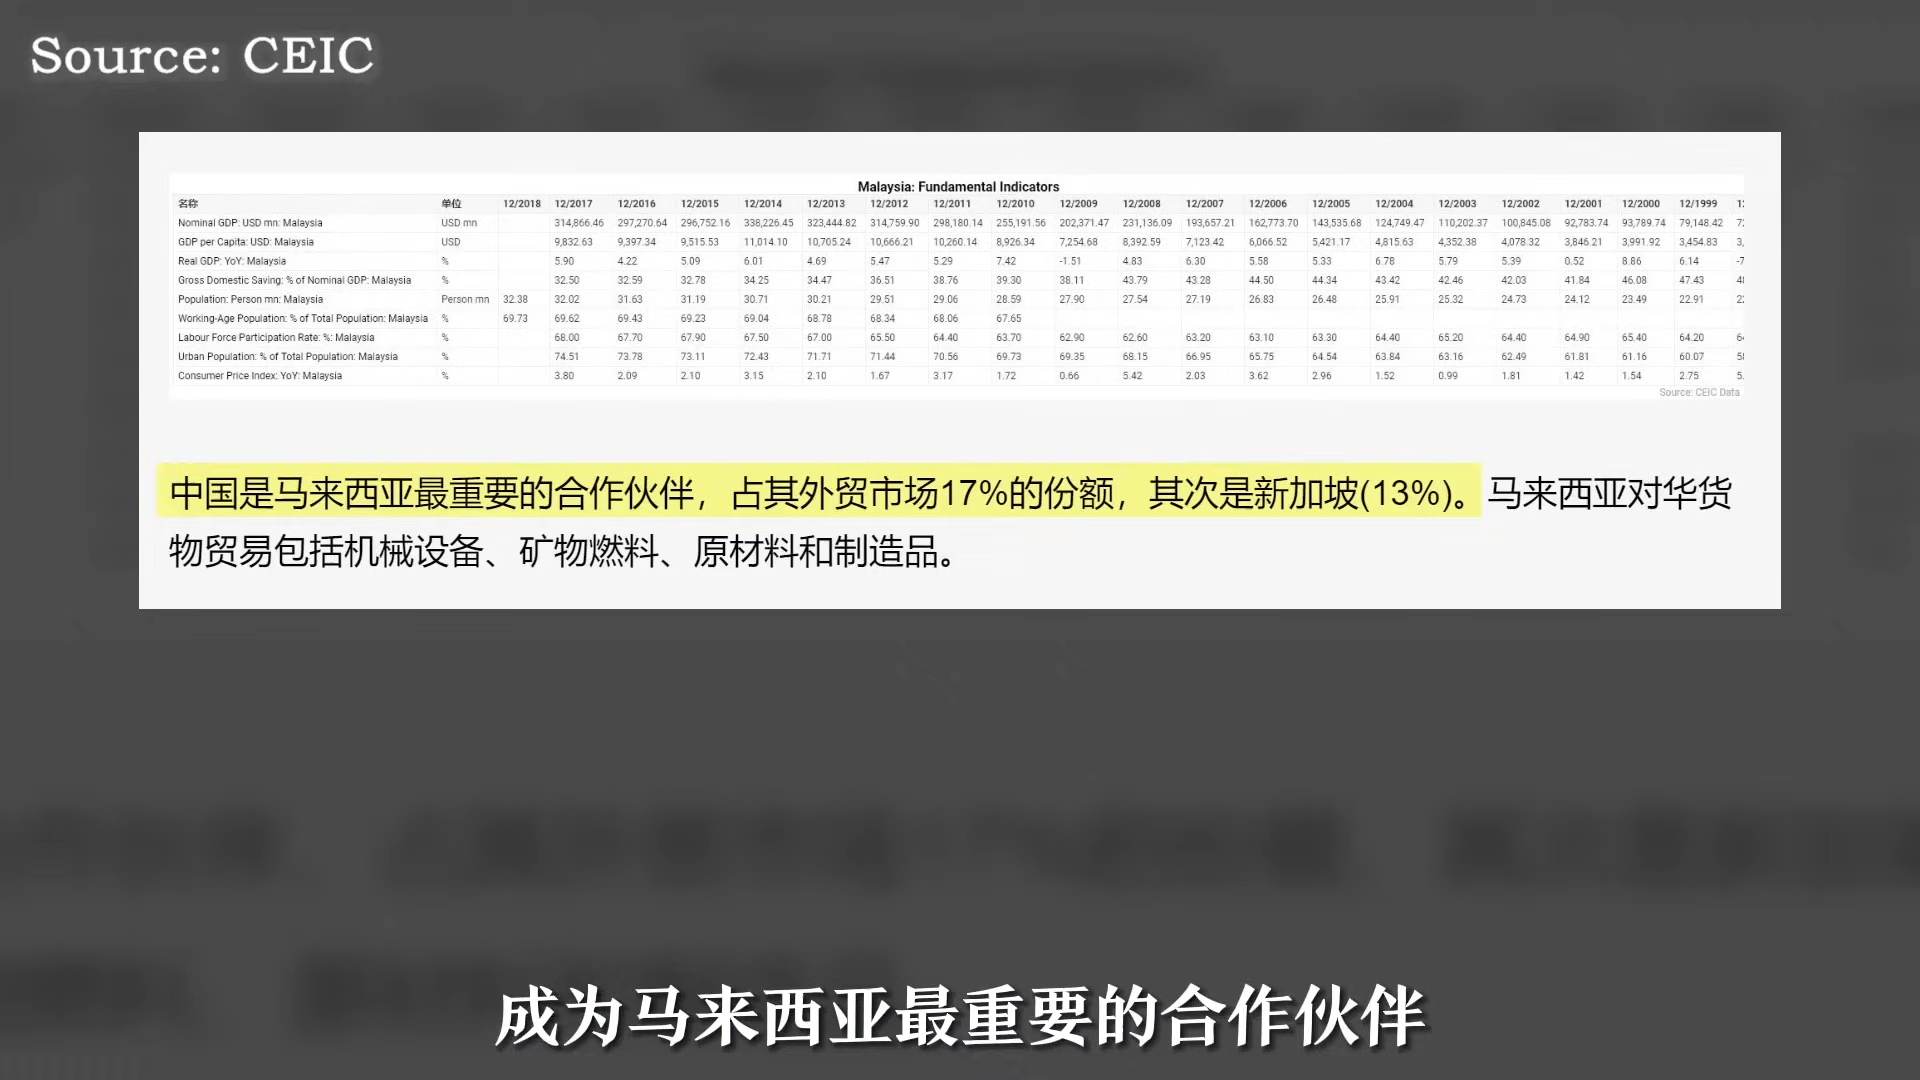 Source: CEIC
Malaysia: Fundamental Indicators
名称 单位 12/2018 12/2017 12/2016 12/2015 12/2014 12/2013 12/2012 12/2011 12/2010 12/2009 12/2008 12/2007 12/2006 12/2005 12/2004 12/2003 12/2002 12/2001 12/2000 12/1999
Nominal GDP: USD mn: Malaysia USD mn 314,866.46 297,270.64 296,752.16 338,226.45 323,444.82 314,759.90 298,180.14 255,191.56 202,371.47 231,136.09 193,657.21 162,773.70 143,535.68 124,749.47 110,202.37 100,845.08 92,783.74 93,789.74 79,148.42
GDP per Capita: USD: Malaysia USD 9,832.63 9,397.34 9,515.53 11,014.10 10,705.24 10,666.21 10,260.14 8,926.34 7,254.68 8,392.59 7,123.42 6,066.52 5,421.17 4,815.63 4,352.38 4,078.32 3,846.21 3,991.92 3,454.83
Real GDP: YoY: Malaysia % 5.90 4.22 5.09 6.01 4.69 5.47 5.29 7.42 -1.51 4.83 6.30 5.58 5.33 6.78 5.79 5.39 0.52 8.86 6.14
Gross Domestic Saving: % of Nominal GDP: Malaysia % 32.50 32.59 32.78 34.25 34.47 36.51 38.76 39.30 38.11 43.79 43.28 44.50 44.34 43.42 42.46 42.03 41.84 46.08 47.43
Population: Person mn: Malaysia Person mn 32.38 32.02 31.63 31.19 30.71 30.21 29.51 29.06 28.59 27.90 27.54 27.19 26.83 26.48 25.91 25.32 24.73 24.12 23.49 22.91
Working-Age Population: % of Total Population: Malaysia % 69.73 69.62 69.43 69.23 69.04 68.78 68.34 68.06 67.65
Labour Force Participation Rate: %: Malaysia % 68.00 67.70 67.90 67.50 67.00 65.50 64.40 63.70 62.90 62.60 63.20 63.10 63.30 64.40 65.20 64.40 64.90 65.40 64.20
Urban Population: % of Total Population: Malaysia % 74.51 73.78 73.11 72.43 71.71 71.44 70.56 69.73 69.35 68.15 66.95 65.75 64.54 63.84 63.16 62.49 61.81 61.16 60.07
Consumer Price Index: YoY: Malaysia % 3.80 2.09 2.10 3.15 2.10 1.67 3.17 1.72 0.66 5.42 2.03 3.62 2.96 1.52 0.99 1.81 1.42 1.54 2.75
Source: CEIC Data
中国是马来西亚最重要的合作伙伴，占其外贸市场17%的份额，其次是新加坡(13%)。马来西亚对华货
物贸易包括机械设备、矿物燃料、原材料和制造品。
成为马来西亚最重要的合作伙伴